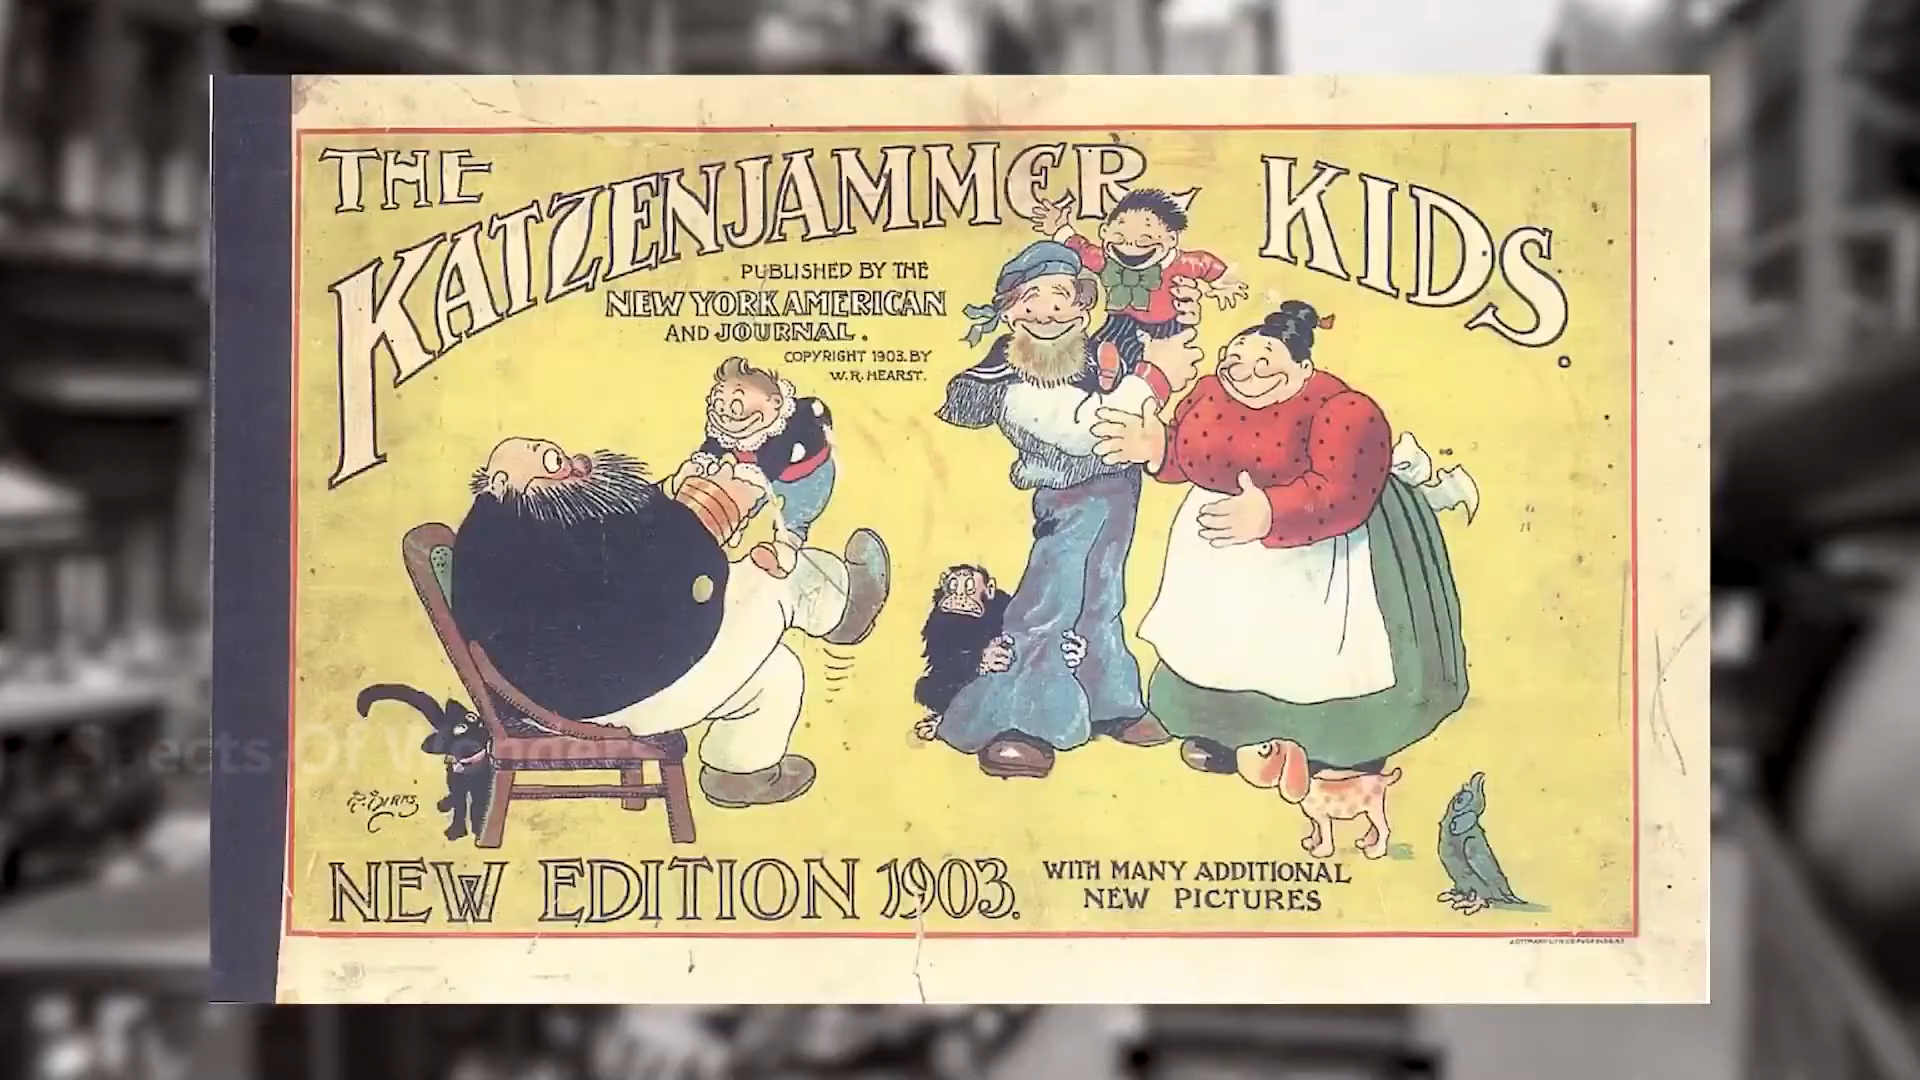 THE
KATZENJAMMER KIDS.
PUBLISHED BY THE
NEW YORK AMERICAN
AND JOURNAL.
COPYRIGHT 1903. BY
W. R. HEARST.
Of
NEW EDITION 1903.
WITH MANY ADDITIONAL
NEW PICTURES